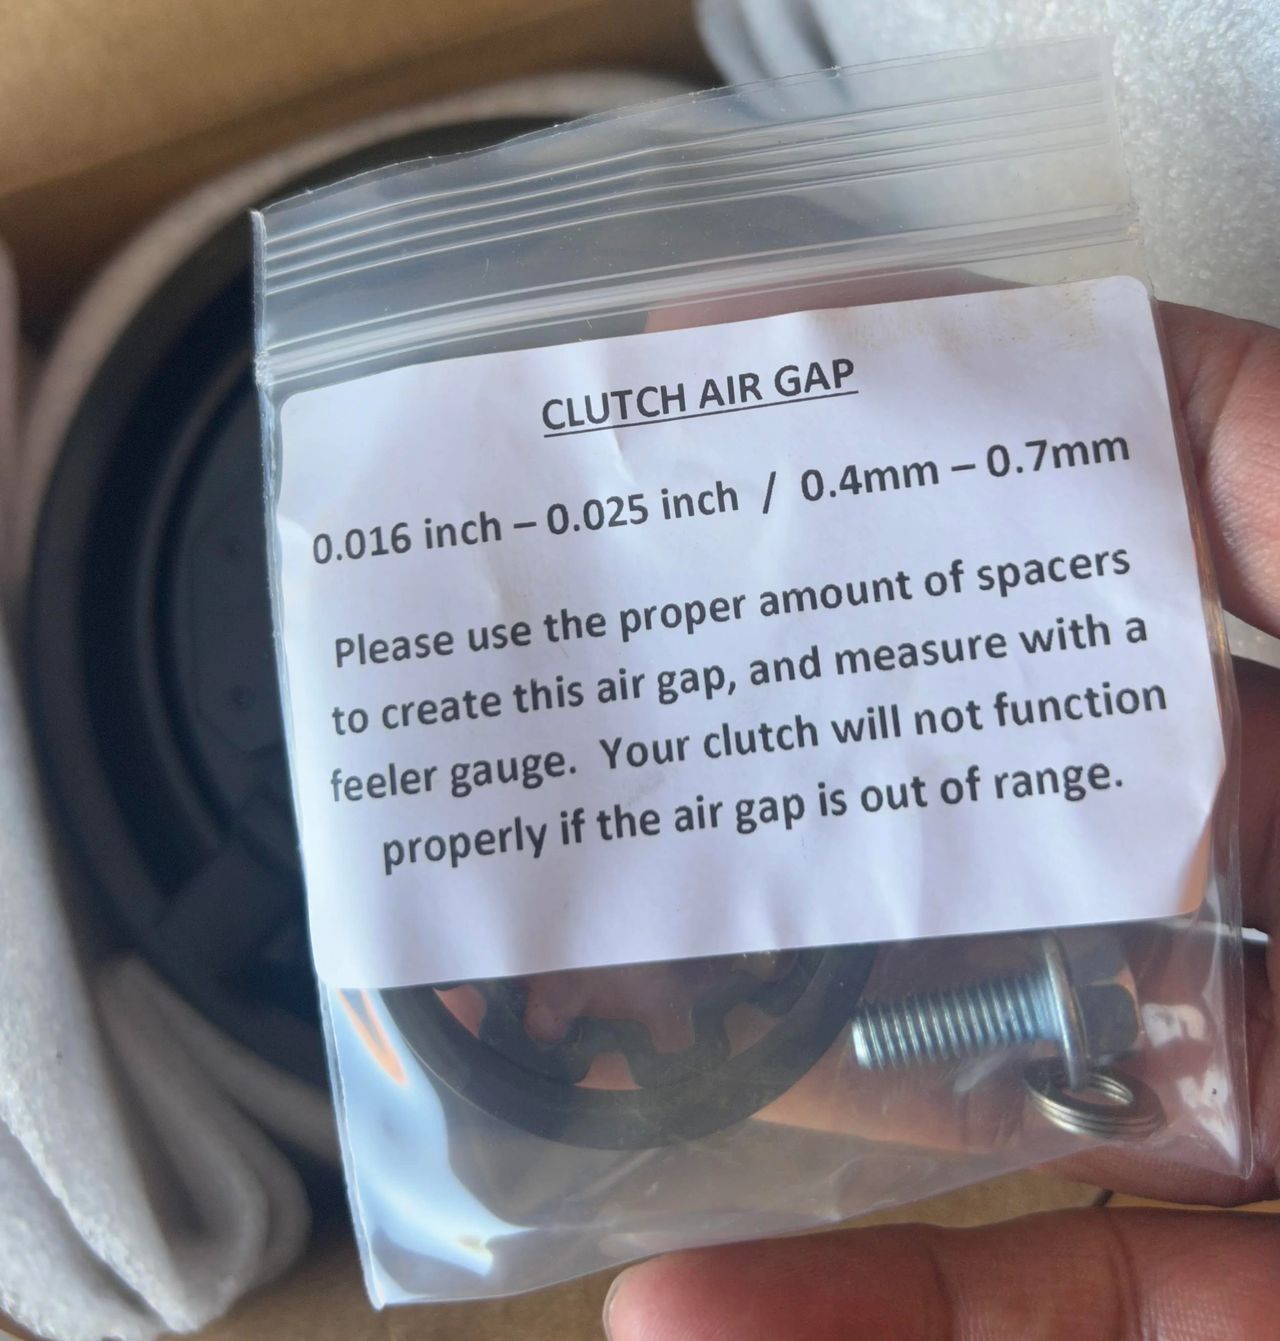 CLUTCH AIR GAP
0.016 inch – 0.025 inch / 0.4mm – 0.7mm
Please use the proper amount of spacers
to create this air gap, and measure with a
feeler gauge. Your clutch will not function
properly if the air gap is out of range.